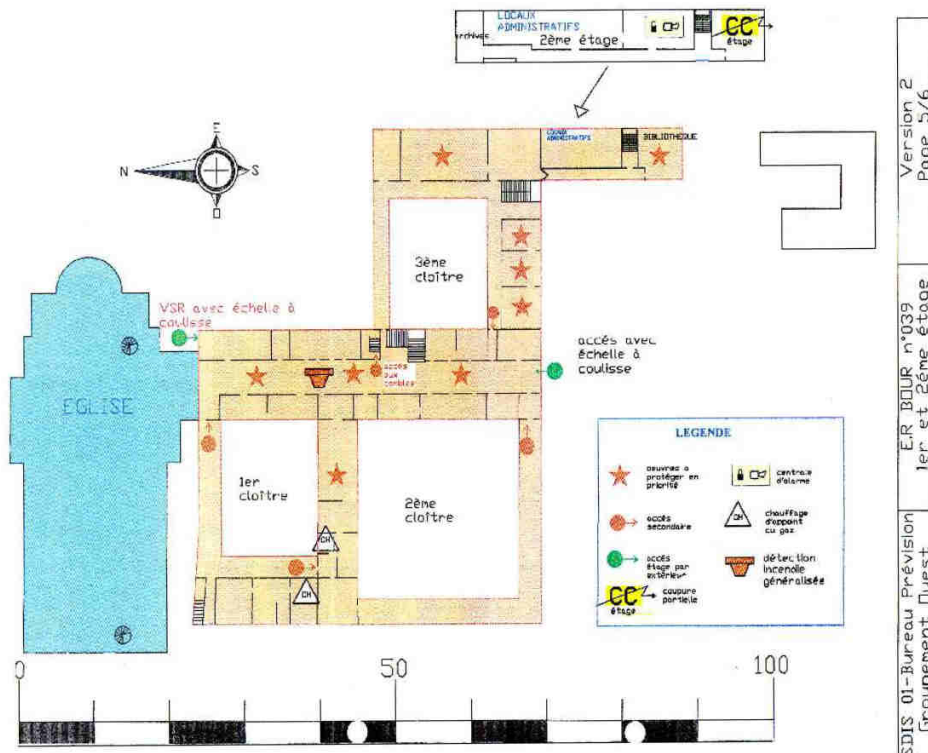 LOCAUX
ADMINISTRATIFS
2ème étage
archives
CC
étage
E
N
S
O
LOCAUX
ADMINISTRATIFS
BIBLIOTHEQUE
3ème
cloître
VSR avec échelle à
coulisse
accès avec
échelle à
coulisse
accès
aux
combles
EGLISE
1er
cloître
2ème
cloître
CH
CH
LEGENDE
oeuvres à
protéger en
priorité
centrale
d'alarme
accès
secondaire
CH
chauffage
d'appoint
au gaz
accès
étage par
extérieur
détection
incendie
généralisée
CC
étage
coupure
partielle
0
50
100
SDIS 01-Bureau Prévision
Groupement Ouest
E.R BOUR n°039
1er et 2ème étage
Version 2
Page 5/6